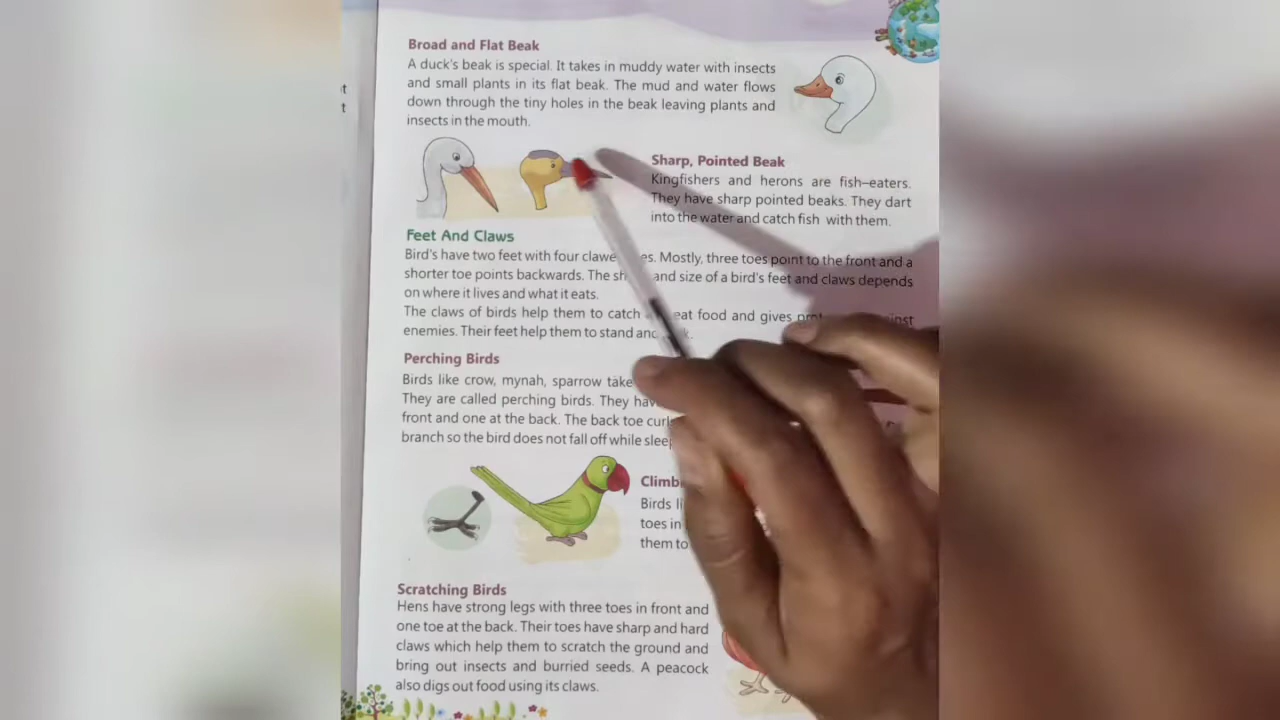 Broad and Flat Beak
A duck's beak is special. It takes in muddy water with insects
and small plants in its flat beak. The mud and water flows
down through the tiny holes in the beak leaving plants and
insects in the mouth.
Sharp, Pointed Beak
Kingfishers and herons are fish–eaters.
They have sharp pointed beaks. They dart
into the water and catch fish with them.
Feet And Claws
Bird's have two feet with four Mostly, three toes point to the front and a
shorter toe points backwards. The and size of a bird's feet and claws depends
on where it lives and what it eats.
The claws of birds help them to catch eat food and gives
enemies. Their feet help them to stand
Perching Birds
Birds like crow, mynah, sparrow take
They are called perching birds. They
front and one at the back. The back toe
branch so the bird does not fall off while
Birds
toes in
them to
Scratching Birds
Hens have strong legs with three toes in front and
one toe at the back. Their toes have sharp and hard
claws which help them to scratch the ground and
bring out insects and burried seeds. A peacock
also digs out food using its claws.